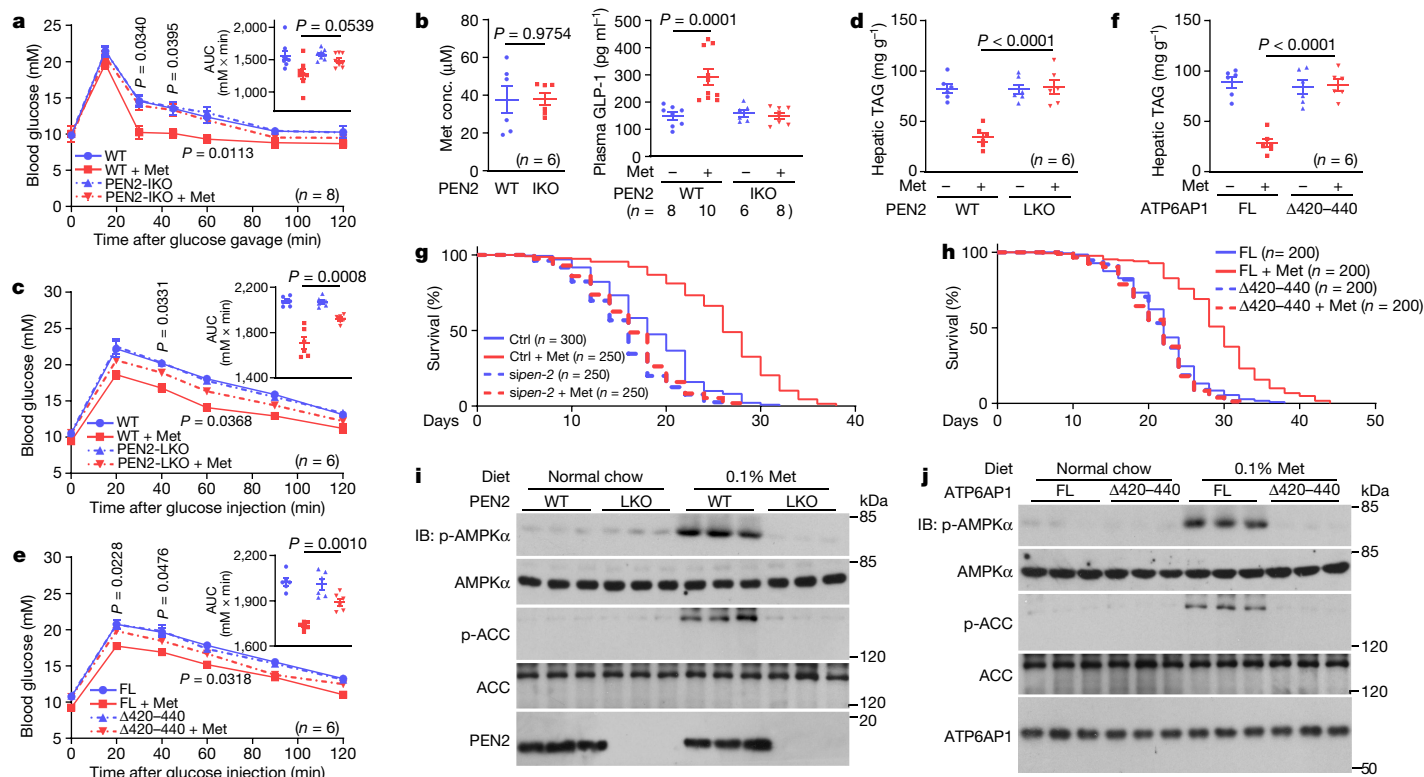 a
Blood glucose (mM)
25
20
15
10
5
0
0 20 40 60 80 100 120
Time after glucose gavage (min)
P = 0.0340
P = 0.0395
P = 0.0113
WT
WT + Met
PEN2-IKO
PEN2-IKO + Met
(n = 8)
P = 0.0539
AUC
(mM × min)
2,000
1,500
1,000
b
Met conc. (μM)
80
60
40
20
0
P = 0.9754
(n = 6)
PEN2 WT IKO
Plasma GLP-1 (pg ml⁻¹)
500
400
300
200
100
0
P = 0.0001
Met – + – +
PEN2 WT IKO
(n = 8 10 6 8)
d
Hepatic TAG (mg g⁻¹)
150
100
50
0
P < 0.0001
(n = 6)
Met – + – +
PEN2 WT LKO
f
Hepatic TAG (mg g⁻¹)
150
100
50
0
P < 0.0001
(n = 6)
Met – + – +
ATP6AP1 FL Δ420–440
c
Blood glucose (mM)
30
25
20
15
10
5
0 20 40 60 80 100 120
Time after glucose injection (min)
P = 0.0331
P = 0.0368
WT
WT + Met
PEN2-LKO
PEN2-LKO + Met
(n = 6)
P = 0.0008
AUC
(mM × min)
2,200
1,800
1,400
g
Survival (%)
100
50
0
Days 0 10 20 30 40
Ctrl (n = 300)
Ctrl + Met (n = 250)
sipen-2 (n = 250)
sipen-2 + Met (n = 250)
h
Survival (%)
100
50
0
Days 0 10 20 30 40 50
FL (n = 200)
FL + Met (n = 200)
Δ420–440 (n = 200)
Δ420–440 + Met (n = 200)
e
Blood glucose (mM)
30
25
20
15
10
5
0 20 40 60 80 100 120
Time after glucose injection (min)
P = 0.0228
P = 0.0476
P = 0.0318
FL
FL + Met
Δ420–440
Δ420–440 + Met
(n = 6)
P = 0.0010
AUC
(mM × min)
2,200
1,900
1,600
i
Diet Normal chow 0.1% Met
PEN2 WT LKO WT LKO kDa
IB: p-AMPKα
85
AMPKα
85
p-ACC
120
ACC
120
PEN2
20
j
Diet Normal chow 0.1% Met
ATP6AP1 FL Δ420–440 FL Δ420–440 kDa
IB: p-AMPKα
85
AMPKα
85
p-ACC
120
ACC
120
ATP6AP1
50